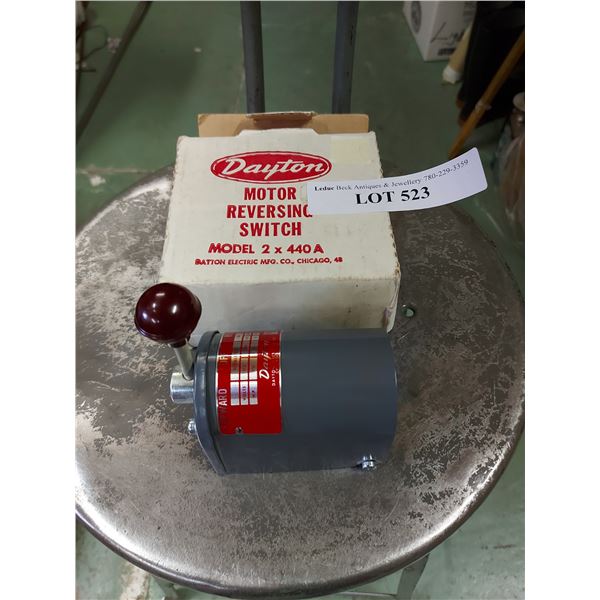 Dayton
MOTOR
REVERSING
SWITCH
MODEL 2 x 440A
DAYTON ELECTRIC MFG. CO., CHICAGO, 48
Leduc Beck Antiques & Jewellery 780-229-3359
LOT 523